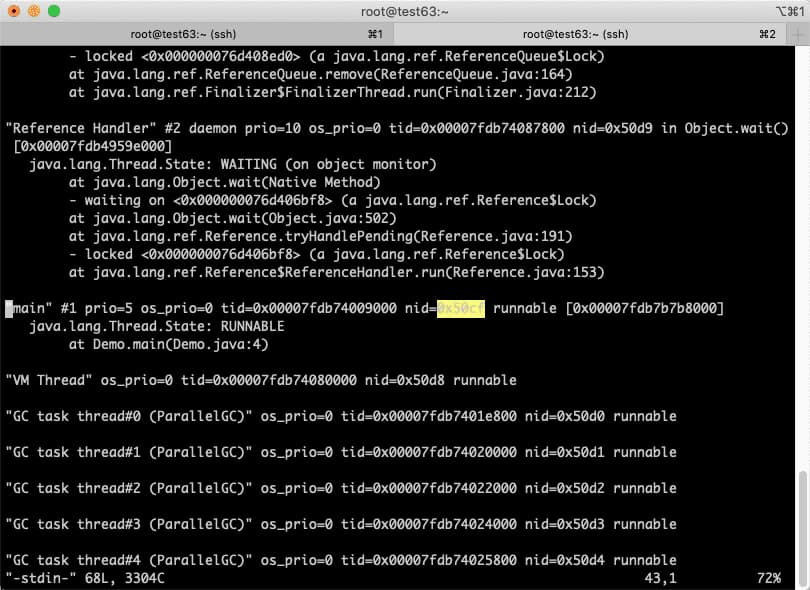 root@test63:~
⌥⌘1
root@test63:~ (ssh) ⌘1 root@test63:~ (ssh) ⌘2
- locked <0x000000076d408ed0> (a java.lang.ref.ReferenceQueue$Lock)
at java.lang.ref.ReferenceQueue.remove(ReferenceQueue.java:164)
at java.lang.ref.Finalizer$FinalizerThread.run(Finalizer.java:212)
"Reference Handler" #2 daemon prio=10 os_prio=0 tid=0x00007fdb74087800 nid=0x50d9 in Object.wait()
[0x00007fdb4959e000]
java.lang.Thread.State: WAITING (on object monitor)
at java.lang.Object.wait(Native Method)
- waiting on <0x000000076d406bf8> (a java.lang.ref.Reference$Lock)
at java.lang.Object.wait(Object.java:502)
at java.lang.ref.Reference.tryHandlePending(Reference.java:191)
- locked <0x000000076d406bf8> (a java.lang.ref.Reference$Lock)
at java.lang.ref.Reference$ReferenceHandler.run(Reference.java:153)
"main" #1 prio=5 os_prio=0 tid=0x00007fdb74009000 nid=0x50cf runnable [0x00007fdb7b7b8000]
java.lang.Thread.State: RUNNABLE
at Demo.main(Demo.java:4)
"VM Thread" os_prio=0 tid=0x00007fdb74080000 nid=0x50d8 runnable
"GC task thread#0 (ParallelGC)" os_prio=0 tid=0x00007fdb7401e800 nid=0x50d0 runnable
"GC task thread#1 (ParallelGC)" os_prio=0 tid=0x00007fdb74020000 nid=0x50d1 runnable
"GC task thread#2 (ParallelGC)" os_prio=0 tid=0x00007fdb74022000 nid=0x50d2 runnable
"GC task thread#3 (ParallelGC)" os_prio=0 tid=0x00007fdb74024000 nid=0x50d3 runnable
"GC task thread#4 (ParallelGC)" os_prio=0 tid=0x00007fdb74025800 nid=0x50d4 runnable
"-stdin-" 68L, 3304C 43,1 72%